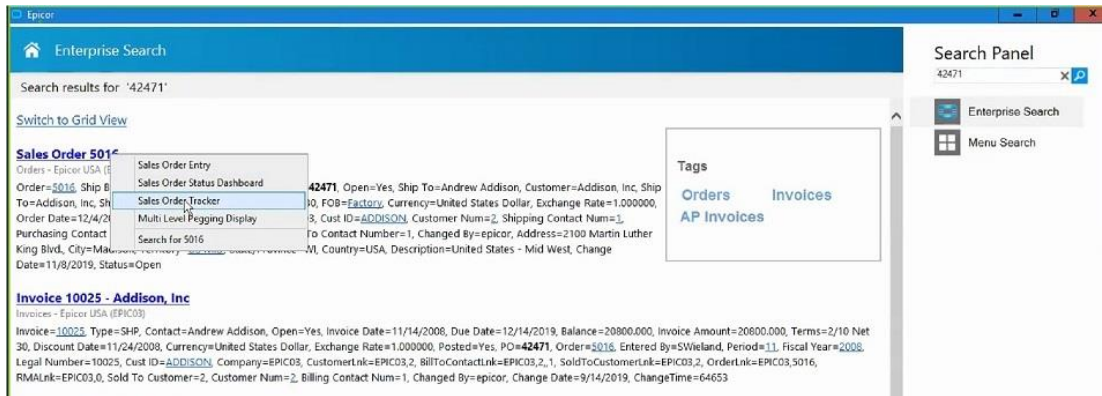 Epicor
Enterprise Search
Search results for '42471'
Switch to Grid View
Sales Order 5016
Orders - Epicor USA (E
Order=5016, Ship B 42471, Open=Yes, Ship To=Andrew Addison, Customer=Addison, Inc, Ship
To=Addison, Inc, Sh 30, FOB=Factory, Currency=United States Dollar, Exchange Rate=1.000000,
Order Date=12/4/20 3, Cust ID=ADDISON, Customer Num=2, Shipping Contact Num=1,
Purchasing Contact To Contact Number=1, Changed By=epicor, Address=2100 Martin Luther
King Blvd, City=Madison, WI, Country=USA, Description=United States - Mid West, Change
Date=11/8/2019, Status=Open
Sales Order Entry
Sales Order Status Dashboard
Sales Order Tracker
Multi Level Pegging Display
Search for 5016
Invoice 10025 - Addison, Inc
Invoices - Epicor USA (EPIC03)
Invoice=10025, Type=SHP, Contact=Andrew Addison, Open=Yes, Invoice Date=11/14/2008, Due Date=12/14/2019, Balance=20800.000, Invoice Amount=20800.000, Terms=2/10 Net
30, Discount Date=11/24/2008, Currency=United States Dollar, Exchange Rate=1.000000, Posted=Yes, PO=42471, Order=5016, Entered By=SWieland, Period=11, Fiscal Year=2008,
Legal Number=10025, Cust ID=ADDISON, Company=EPIC03, CustomerLnk=EPIC03,2, BillToContactLnk=EPIC03,2,,1, SoldToCustomerLnk=EPIC03,2, OrderLnk=EPIC03,5016,
RMALnk=EPIC03,0, Sold To Customer=2, Customer Num=2, Billing Contact Num=1, Changed By=epicor, Change Date=9/14/2019, ChangeTime=64653
Tags
Orders Invoices
AP Invoices
Search Panel
42471
Enterprise Search
Menu Search